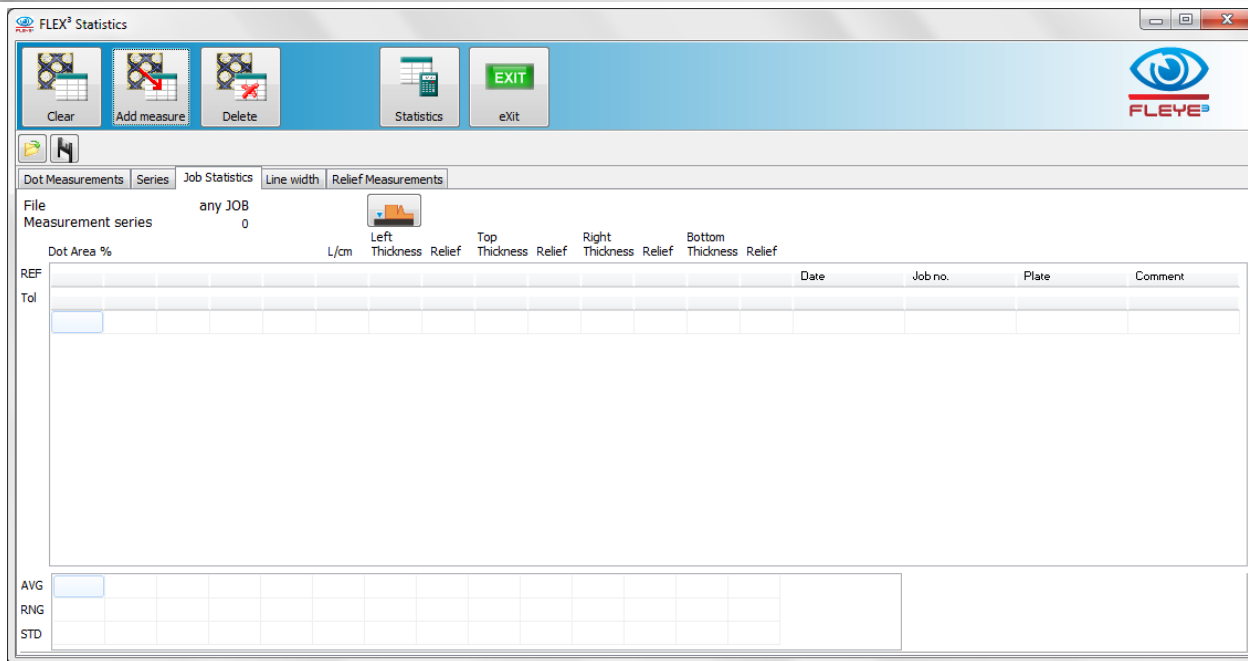 FLEX³ Statistics
Clear Add measure Delete Statistics EXIT eXit FLEYE³
Dot Measurements Series Job Statistics Line width Relief Measurements
File any JOB
Measurement series 0
Left Top Right Bottom
Dot Area % L/cm Thickness Relief Thickness Relief Thickness Relief Thickness Relief
REF Date Job no. Plate Comment
Tol
AVG
RNG
STD